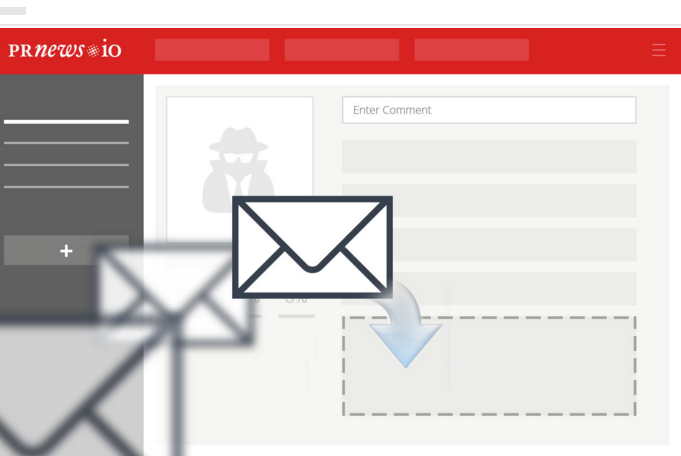 PRnews io
Enter Comment
+